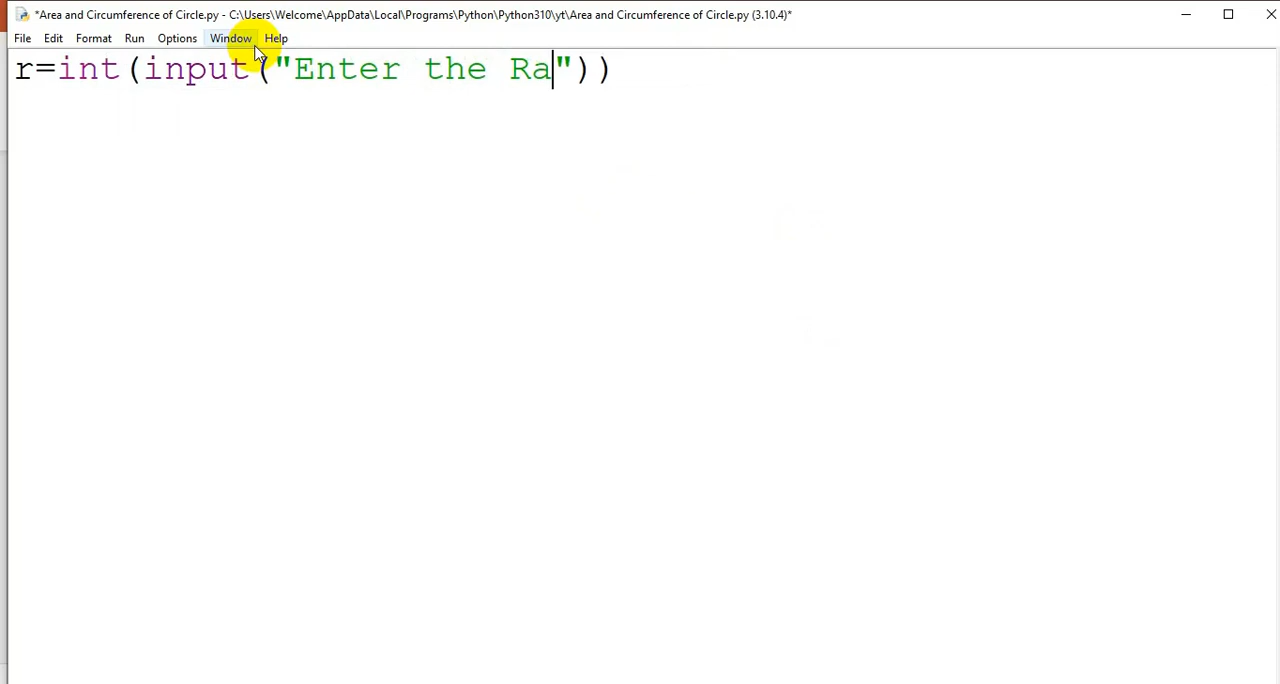 *Area and Circumference of Circle.py - C:\Users\Welcome\AppData\Local\Programs\Python\Python310\yt\Area and Circumference of Circle.py (3.10.4)*
File Edit Format Run Options Window Help
r=int(input("Enter the Ra"))